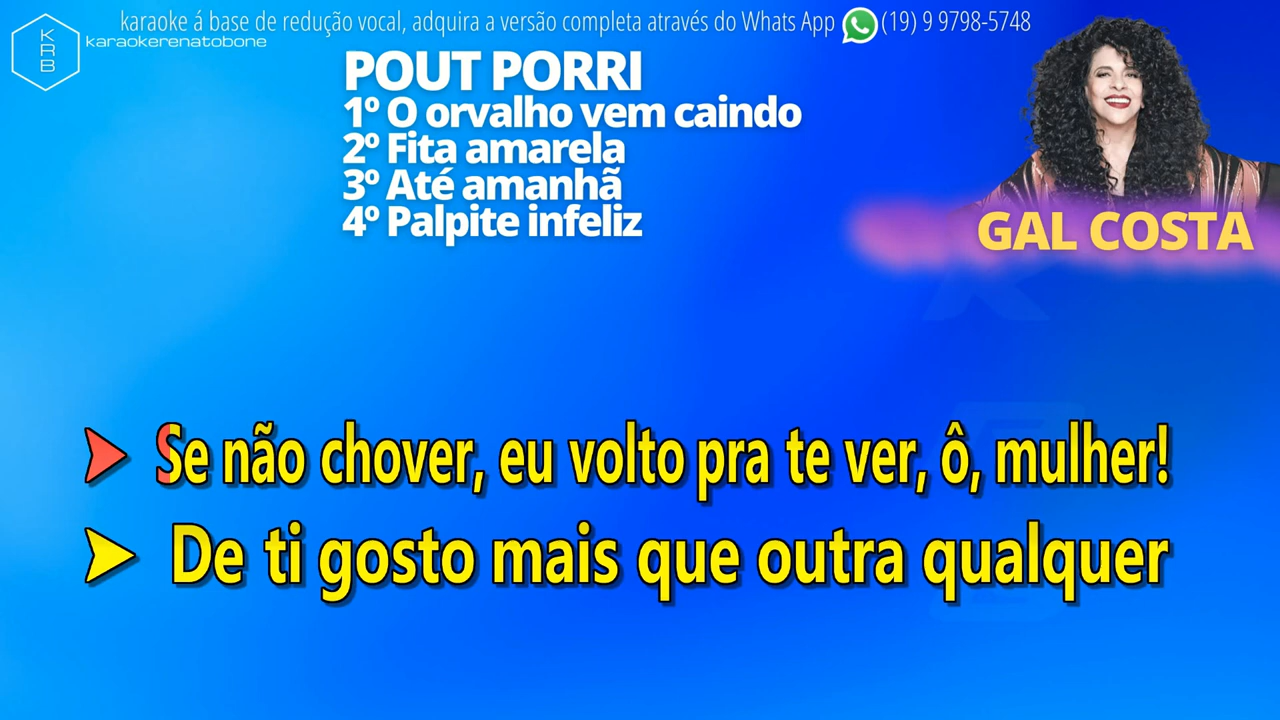 karaoke á base de redução vocal, adquira a versão completa através do Whats App (19) 9 9798-5748
KRB
karaokerenatobone
POUT PORRI
1º O orvalho vem caindo
2º Fita amarela
3º Até amanhã
4º Palpite infeliz
GAL COSTA
Se não chover, eu volto pra te ver, ô, mulher!
De ti gosto mais que outra qualquer